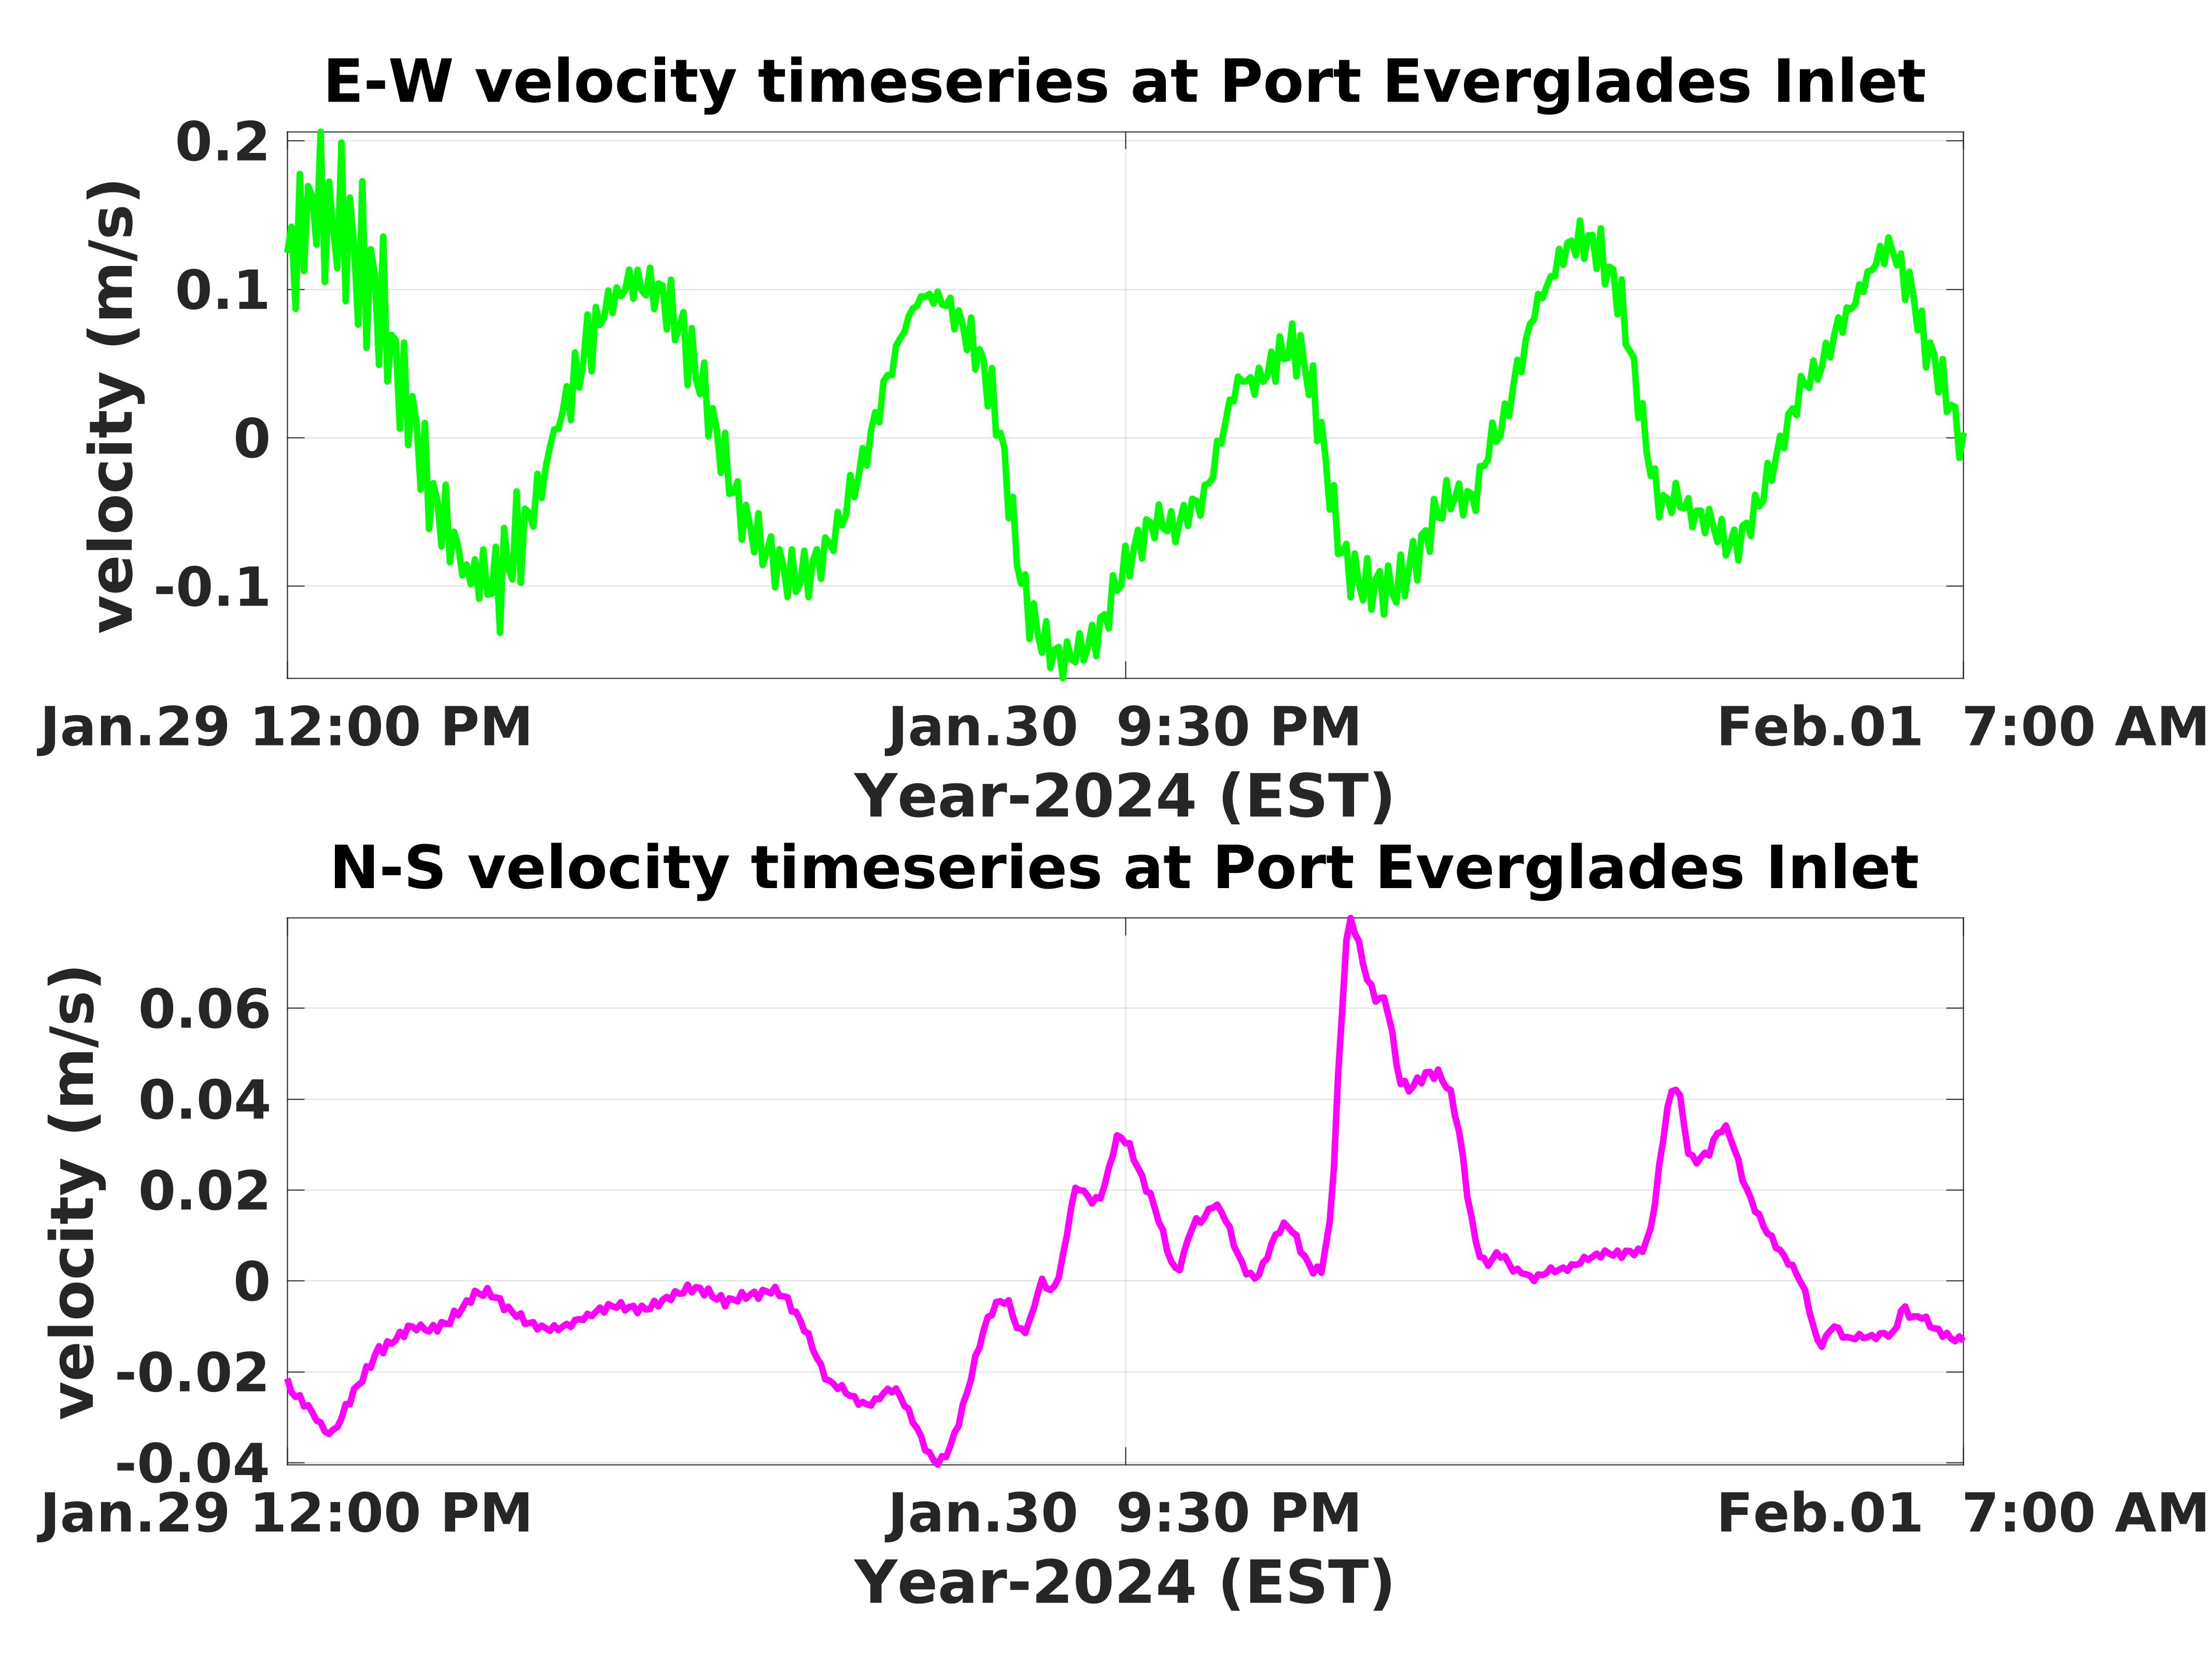 E-W velocity timeseries at Port Everglades Inlet
velocity (m/s)
0.2
0.1
0
-0.1
Jan.29 12:00 PM
Jan.30  9:30 PM
Feb.01  7:00 AM
Year-2024 (EST)
N-S velocity timeseries at Port Everglades Inlet
velocity (m/s)
0.06
0.04
0.02
0
-0.02
-0.04
Jan.29 12:00 PM
Jan.30  9:30 PM
Feb.01  7:00 AM
Year-2024 (EST)